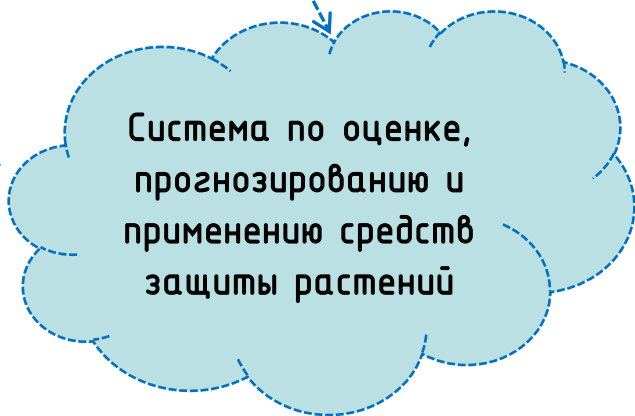 Система по оценке,
прогнозированию и
применению средств
защиты растений